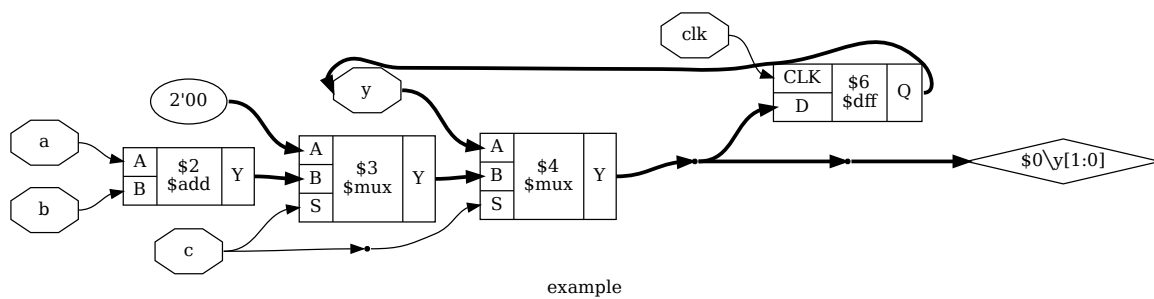 clk
CLK
D
$6
$dff
Q
y
2'00
a
b
A
B
$2
$add
Y
A
B
S
$3
$mux
Y
A
B
S
$4
$mux
Y
$0\y[1:0]
c
example